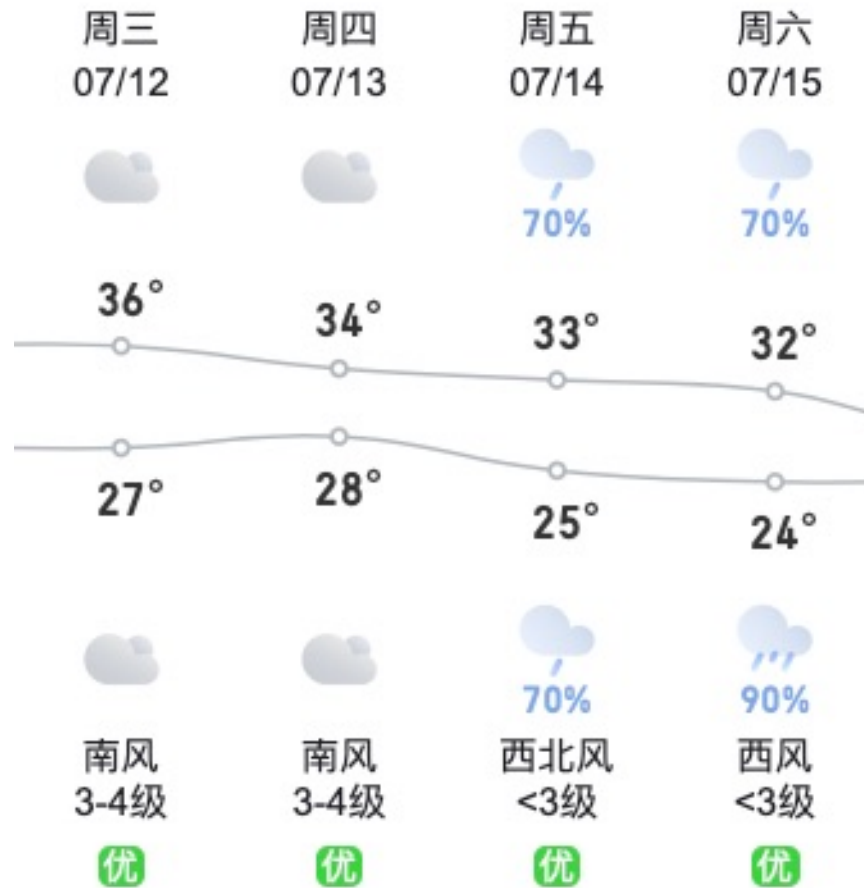 周三 周四 周五 周六
07/12 07/13 07/14 07/15
70% 70%
36° 34° 33° 32°
27° 28° 25° 24°
70% 90%
南风 南风 西北风 西风
3-4级 3-4级 <3级 <3级
优 优 优 优